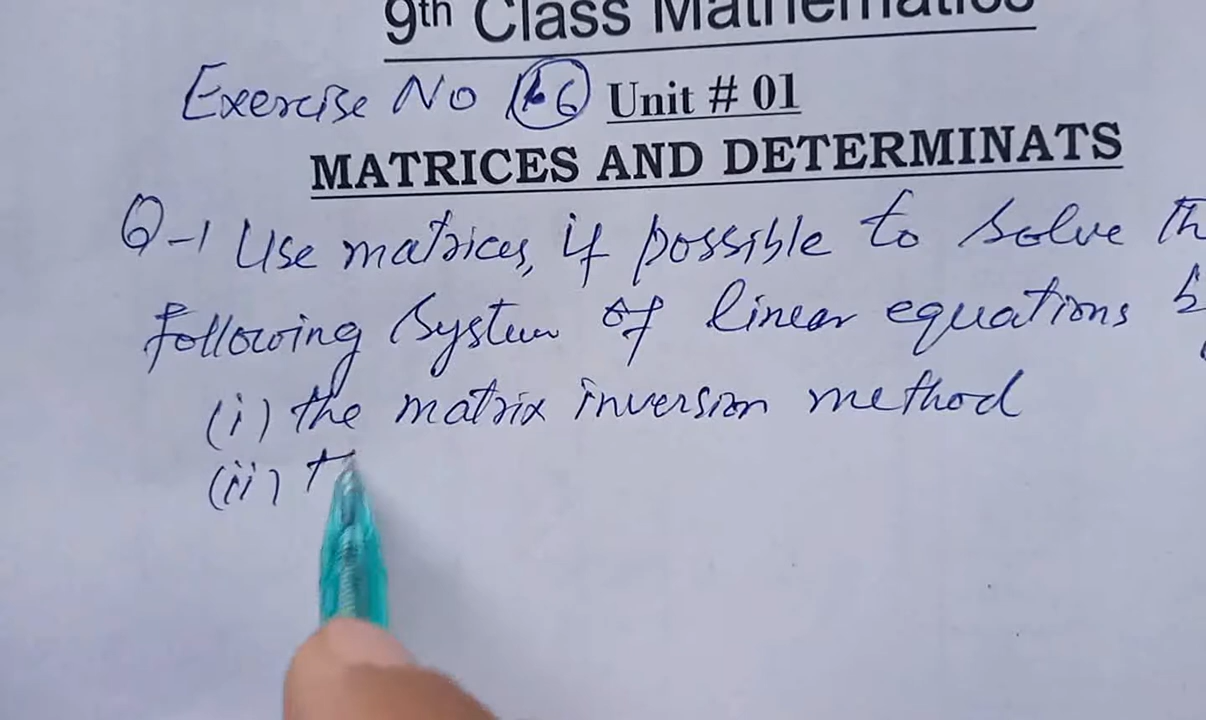 9th Class Mathematics
Exercise No 1.6 Unit # 01
MATRICES AND DETERMINATS
Q-1 Use matrices, if possible to solve th
following system of linear equations b
(i) the matrix inversion method
(ii) t